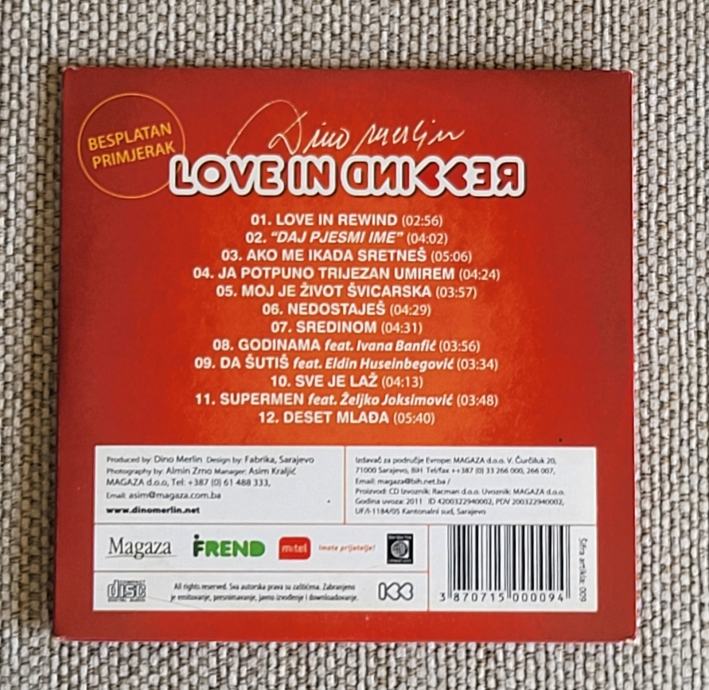 BESPLATAN
PRIMJERAK
Dino Merlin
LOVE IN REWIND
01. LOVE IN REWIND (02:56)
02. “DAJ PJESMI IME” (04:02)
03. AKO ME IKADA SRETNEŠ (05:06)
04. JA POTPUNO TRIJEZAN UMIREM (04:24)
05. MOJ JE ŽIVOT ŠVICARSKA (03:57)
06. NEDOSTAJEŠ (04:29)
07. SREDINOM (04:31)
08. GODINAMA feat. Ivana Banfić (03:56)
09. DA ŠUTIŠ feat. Eldin Huseinbegović (03:34)
10. SVE JE LAŽ (04:13)
11. SUPERMEN feat. Željko Joksimović (03:48)
12. DESET MLAĐA (05:40)
Produced by: Dino Merlin Design by: Fabrika, Sarajevo
Photography by: Almin Zrno Manager: Asim Kraljić
MAGAZA d.o.o, Tel: +387 (0) 61 488 333,
Email: asim@magaza.com.ba
www.dinomerlin.net
Izdavač za područje Evrope: MAGAZA d.o.o. V. Čurčiluk 20,
71000 Sarajevo, BIH Tel/fax ++387 (0) 33 266 000, 266 007,
Email: magaza@bih.net.ba /
Proizvod: CD Izvoznik: Racman d.o.o. Uvoznik: MAGAZA d.o.o.
Godina uvoza: 2011 ID 4200322940002, PDV 200322940002,
UF/I-1184/05 Kantonalni sud, Sarajevo
Magaza
FREND
m:tel
Imate prijatelje!
COMPACT
disc
DIGITAL AUDIO
All rights reserved. Sva autorska prava su zaštićena. Zabranjeno
je emitovanje, presnimavanje, javno izvođenje i downloadovanje.
3 870715 000094
Šifra artikla: 009